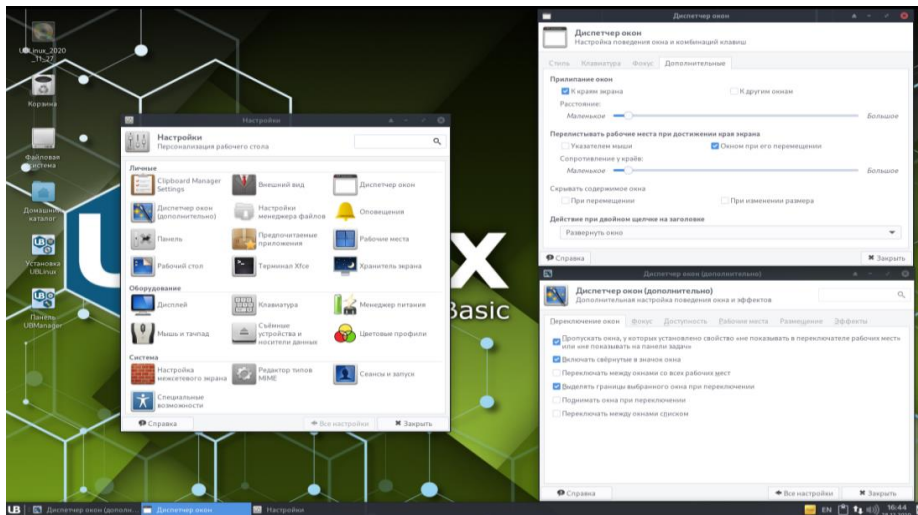 UBLinux_2020
_11_27
Корзина
Файловая
система
Домашний
каталог
Установка
UBLinux
Панель
UBManager
Basic
Настройки
Настройки
Персонализация рабочего стола
Личные
Clipboard Manager
Settings
Внешний вид
Диспетчер окон
Диспетчер окон
(дополнительно)
Настройки
менеджера файлов
Оповещения
Панель
Предпочитаемые
приложения
Рабочие места
Рабочий стол
Терминал Xfce
Хранитель экрана
Оборудование
Дисплей
Клавиатура
Менеджер питания
Мышь и тачпад
Съёмные
устройства и
носители данных
Цветовые профили
Система
Настройка
межсетевого экрана
Редактор типов
MIME
Сеансы и запуск
Специальные
возможности
Справка
Все настройки
Закрыть
Диспетчер окон
Диспетчер окон
Настройка поведения окна и комбинаций клавиш
Стиль Клавиатура Фокус Дополнительные
Прилипание окон
К краям экрана К другим окнам
Расстояние:
Маленькое Большое
Перелистывать рабочие места при достижении края экрана
Указателем мыши Окном при его перемещении
Сопротивление у краёв:
Маленькое Большое
Скрывать содержимое окна
При перемещении При изменении размера
Действие при двойном щелчке на заголовке
Развернуть окно
Справка Закрыть
Диспетчер окон (дополнительно)
Диспетчер окон (дополнительно)
Дополнительная настройка поведения окна и эффектов
Переключение окон Фокус Доступность Рабочие места Размещение Эффекты
Пропускать окна, у которых установлено свойство «не показывать в переключателе рабочих мест»
или «не показывать на панели задач»
Включать свёрнутые в значок окна
Переключать между окнами со всех рабочих мест
Выделять границы выбранного окна при переключении
Поднимать окна при переключении
Переключать между окнами списком
Справка Все настройки Закрыть
UB Диспетчер окон (дополн... Диспетчер окон Настройки EN 16:44